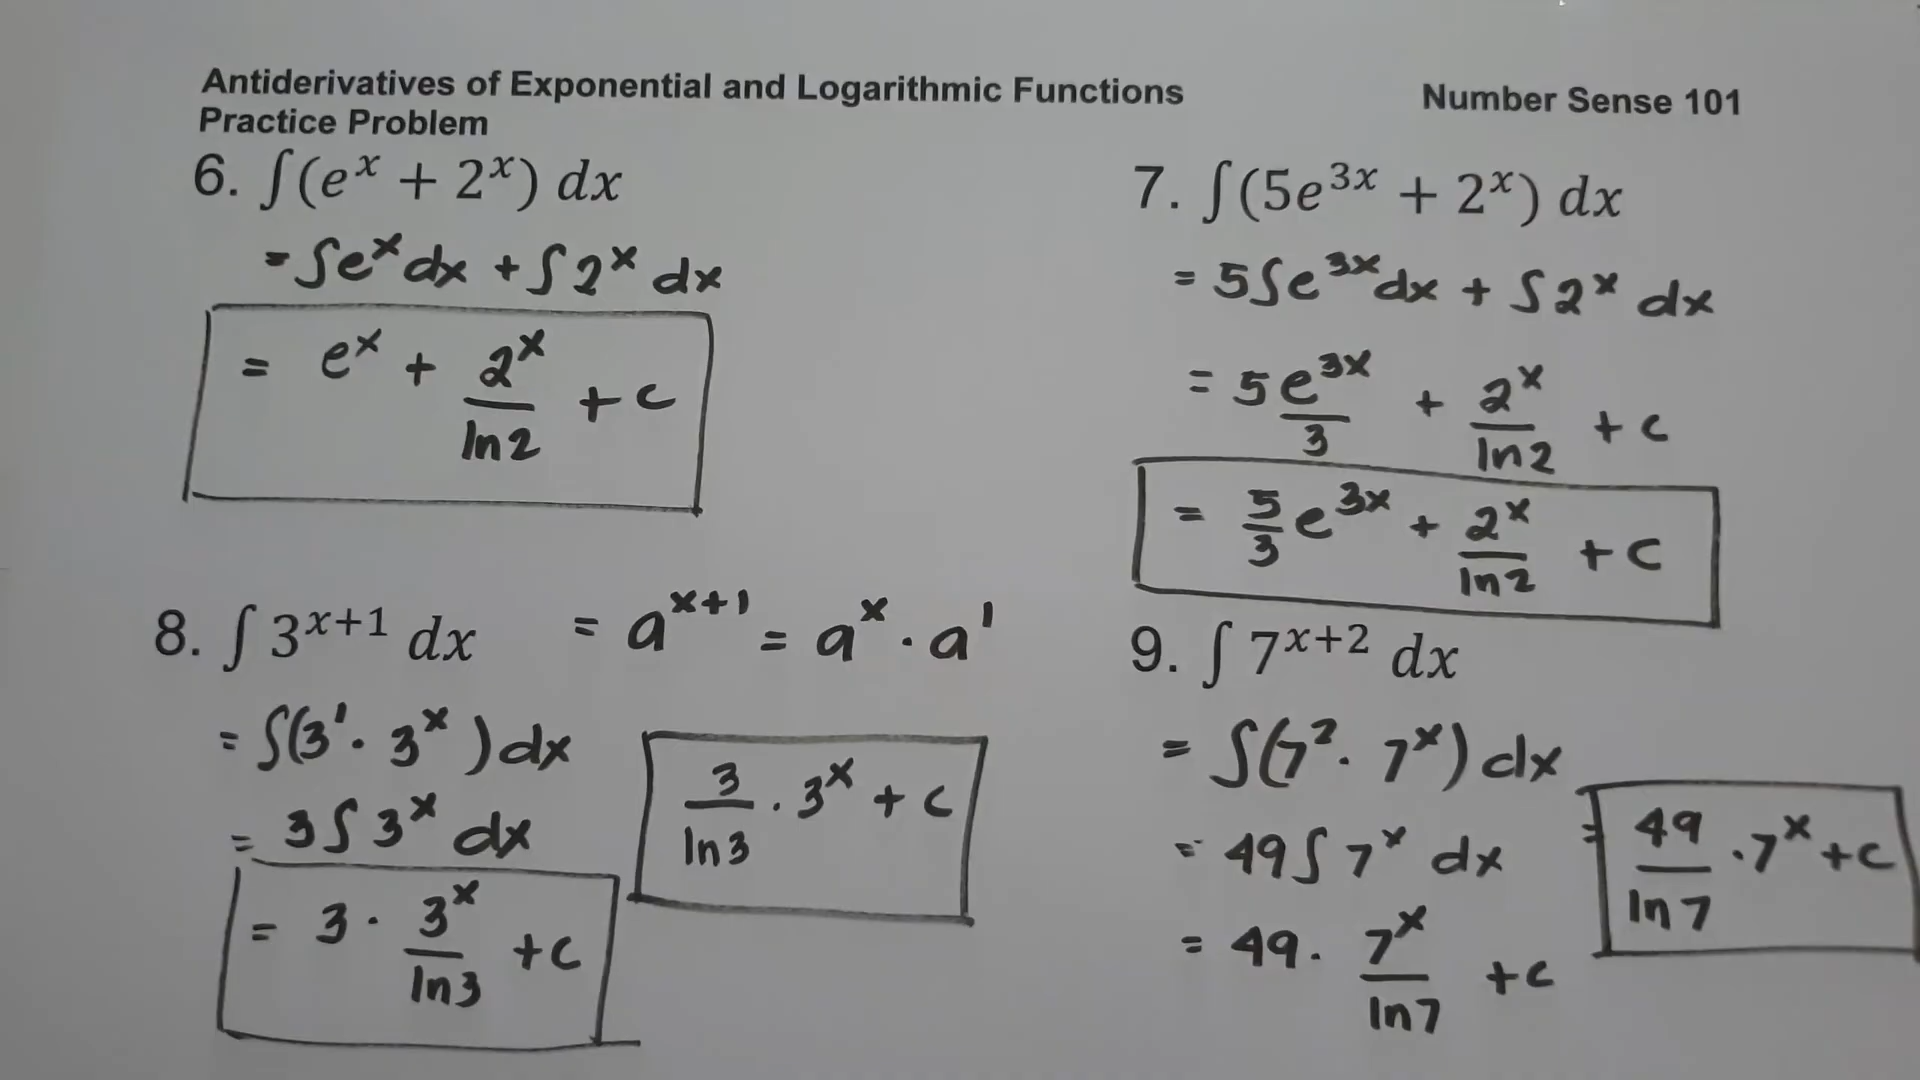 Antiderivatives of Exponential and Logarithmic Functions
Number Sense 101
Practice Problem
6. ∫(eˣ + 2ˣ) dx
= ∫eˣ dx + ∫2ˣ dx
= eˣ + 2ˣ/ln2 + c
7. ∫(5e³ˣ + 2ˣ) dx
= 5∫e³ˣdx + ∫2ˣ dx
= 5e³ˣ/3 + 2ˣ/ln2 + c
= 5/3 e³ˣ + 2ˣ/ln2 + c
8. ∫3ˣ⁺¹ dx = aˣ⁺¹ = aˣ · a¹
= ∫(3¹ · 3ˣ)dx
= 3∫3ˣ dx
= 3 · 3ˣ/ln3 + c
3/ln3 · 3ˣ + c
9. ∫7ˣ⁺² dx
= ∫(7² · 7ˣ) dx
= 49∫7ˣ dx
= 49 · 7ˣ/ln7 + c
= 49/ln7 · 7ˣ + c